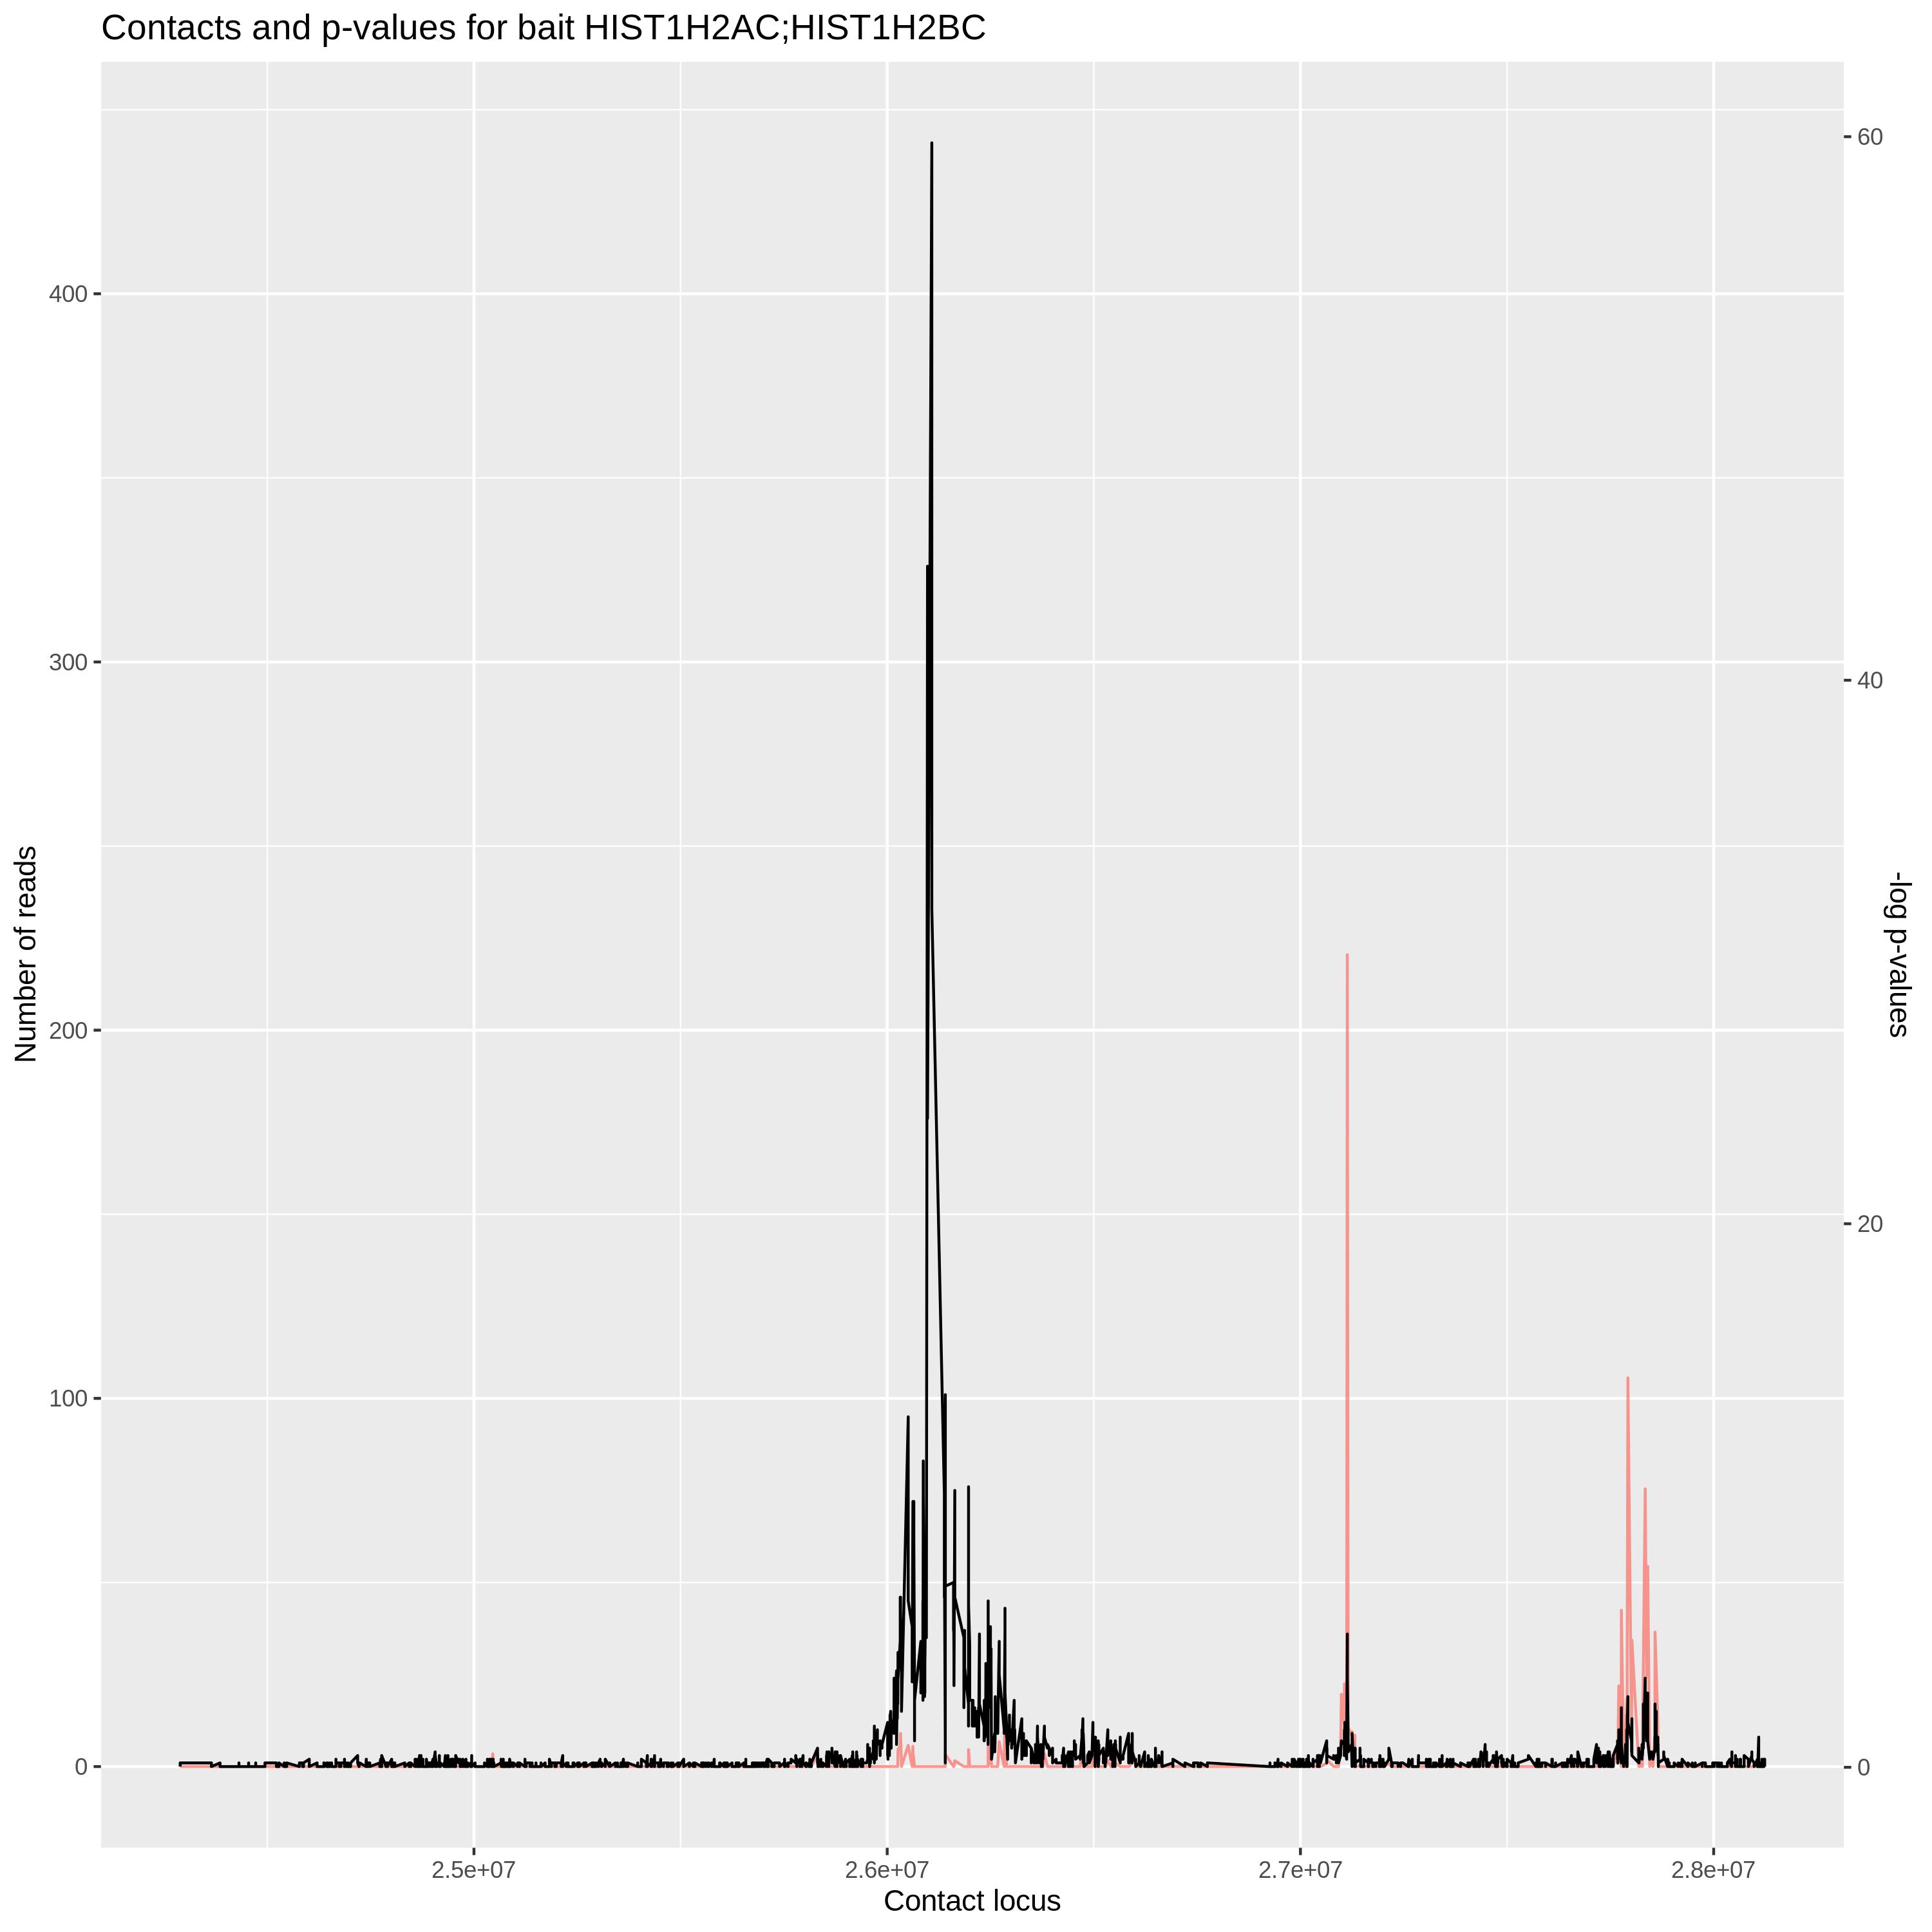 Contacts and p-values for bait HIST1H2AC;HIST1H2BC
Number of reads
400
300
200
100
0
60
40
20
0
-log p-values
2.5e+07
2.6e+07
2.7e+07
2.8e+07
Contact locus